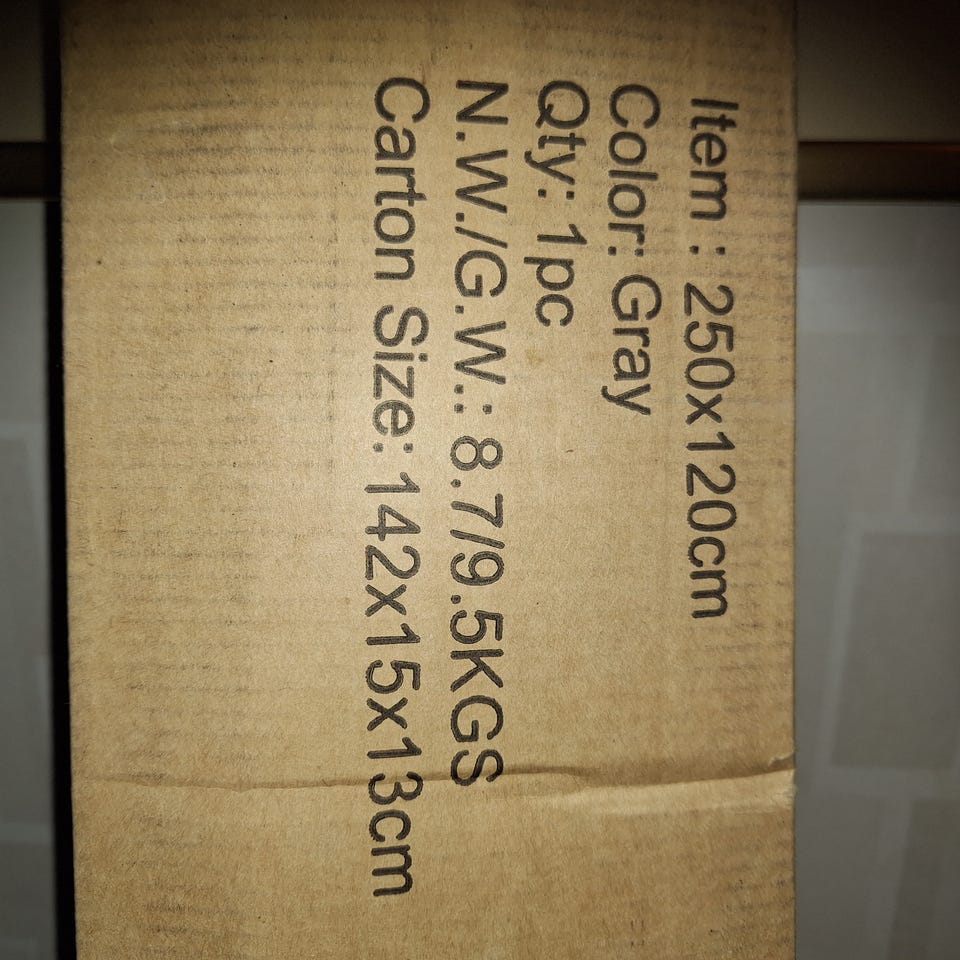 Item : 250x120cm
Color: Gray
Qty: 1pc
N.W./G.W.: 8.7/9.5KGS
Carton Size: 142x15x13cm